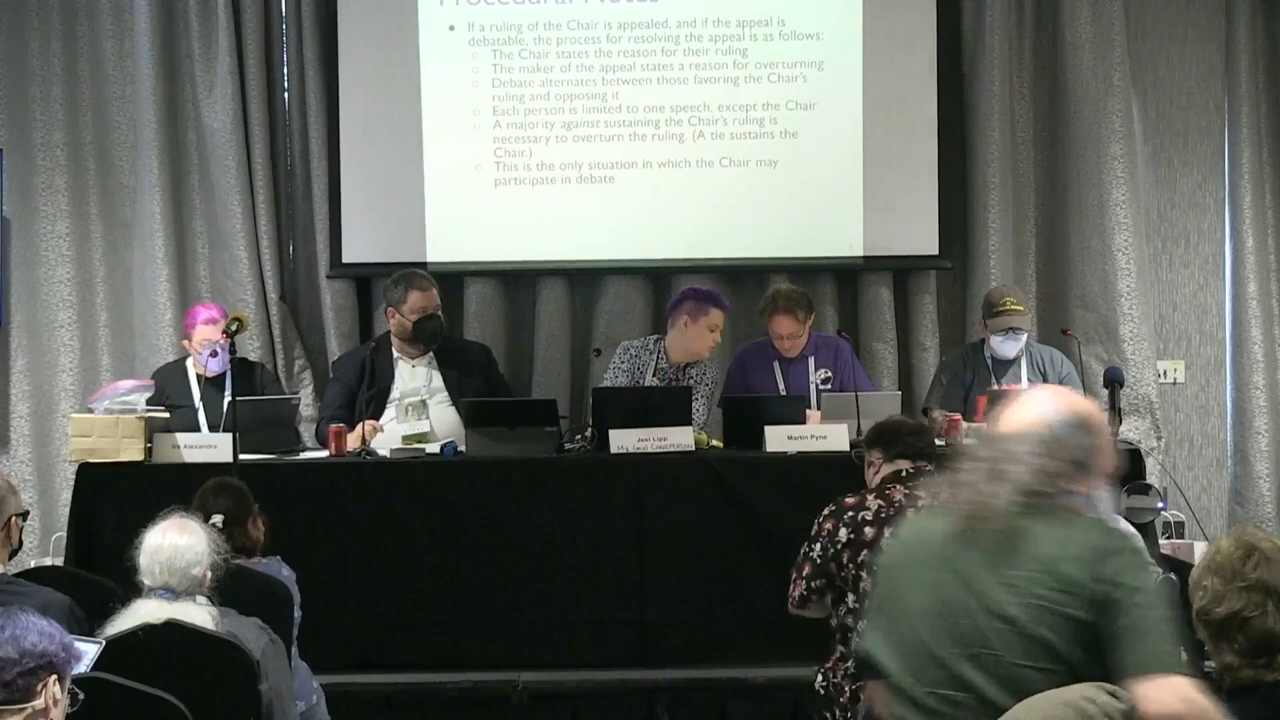 Procedural Notes
● If a ruling of the Chair is appealed, and if the appeal is
debatable, the process for resolving the appeal is as follows:
○ The Chair states the reason for their ruling
○ The maker of the appeal states a reason for overturning
○ Debate alternates between those favoring the Chair's
ruling and opposing it
○ Each person is limited to one speech, except the Chair
○ A majority against sustaining the Chair's ruling is
necessary to overturn the ruling. (A tie sustains the
Chair.)
○ This is the only situation in which the Chair may
participate in debate
Ira Alexandre
Jesi Lipp
CHAIRPERSON
Martin Pyne